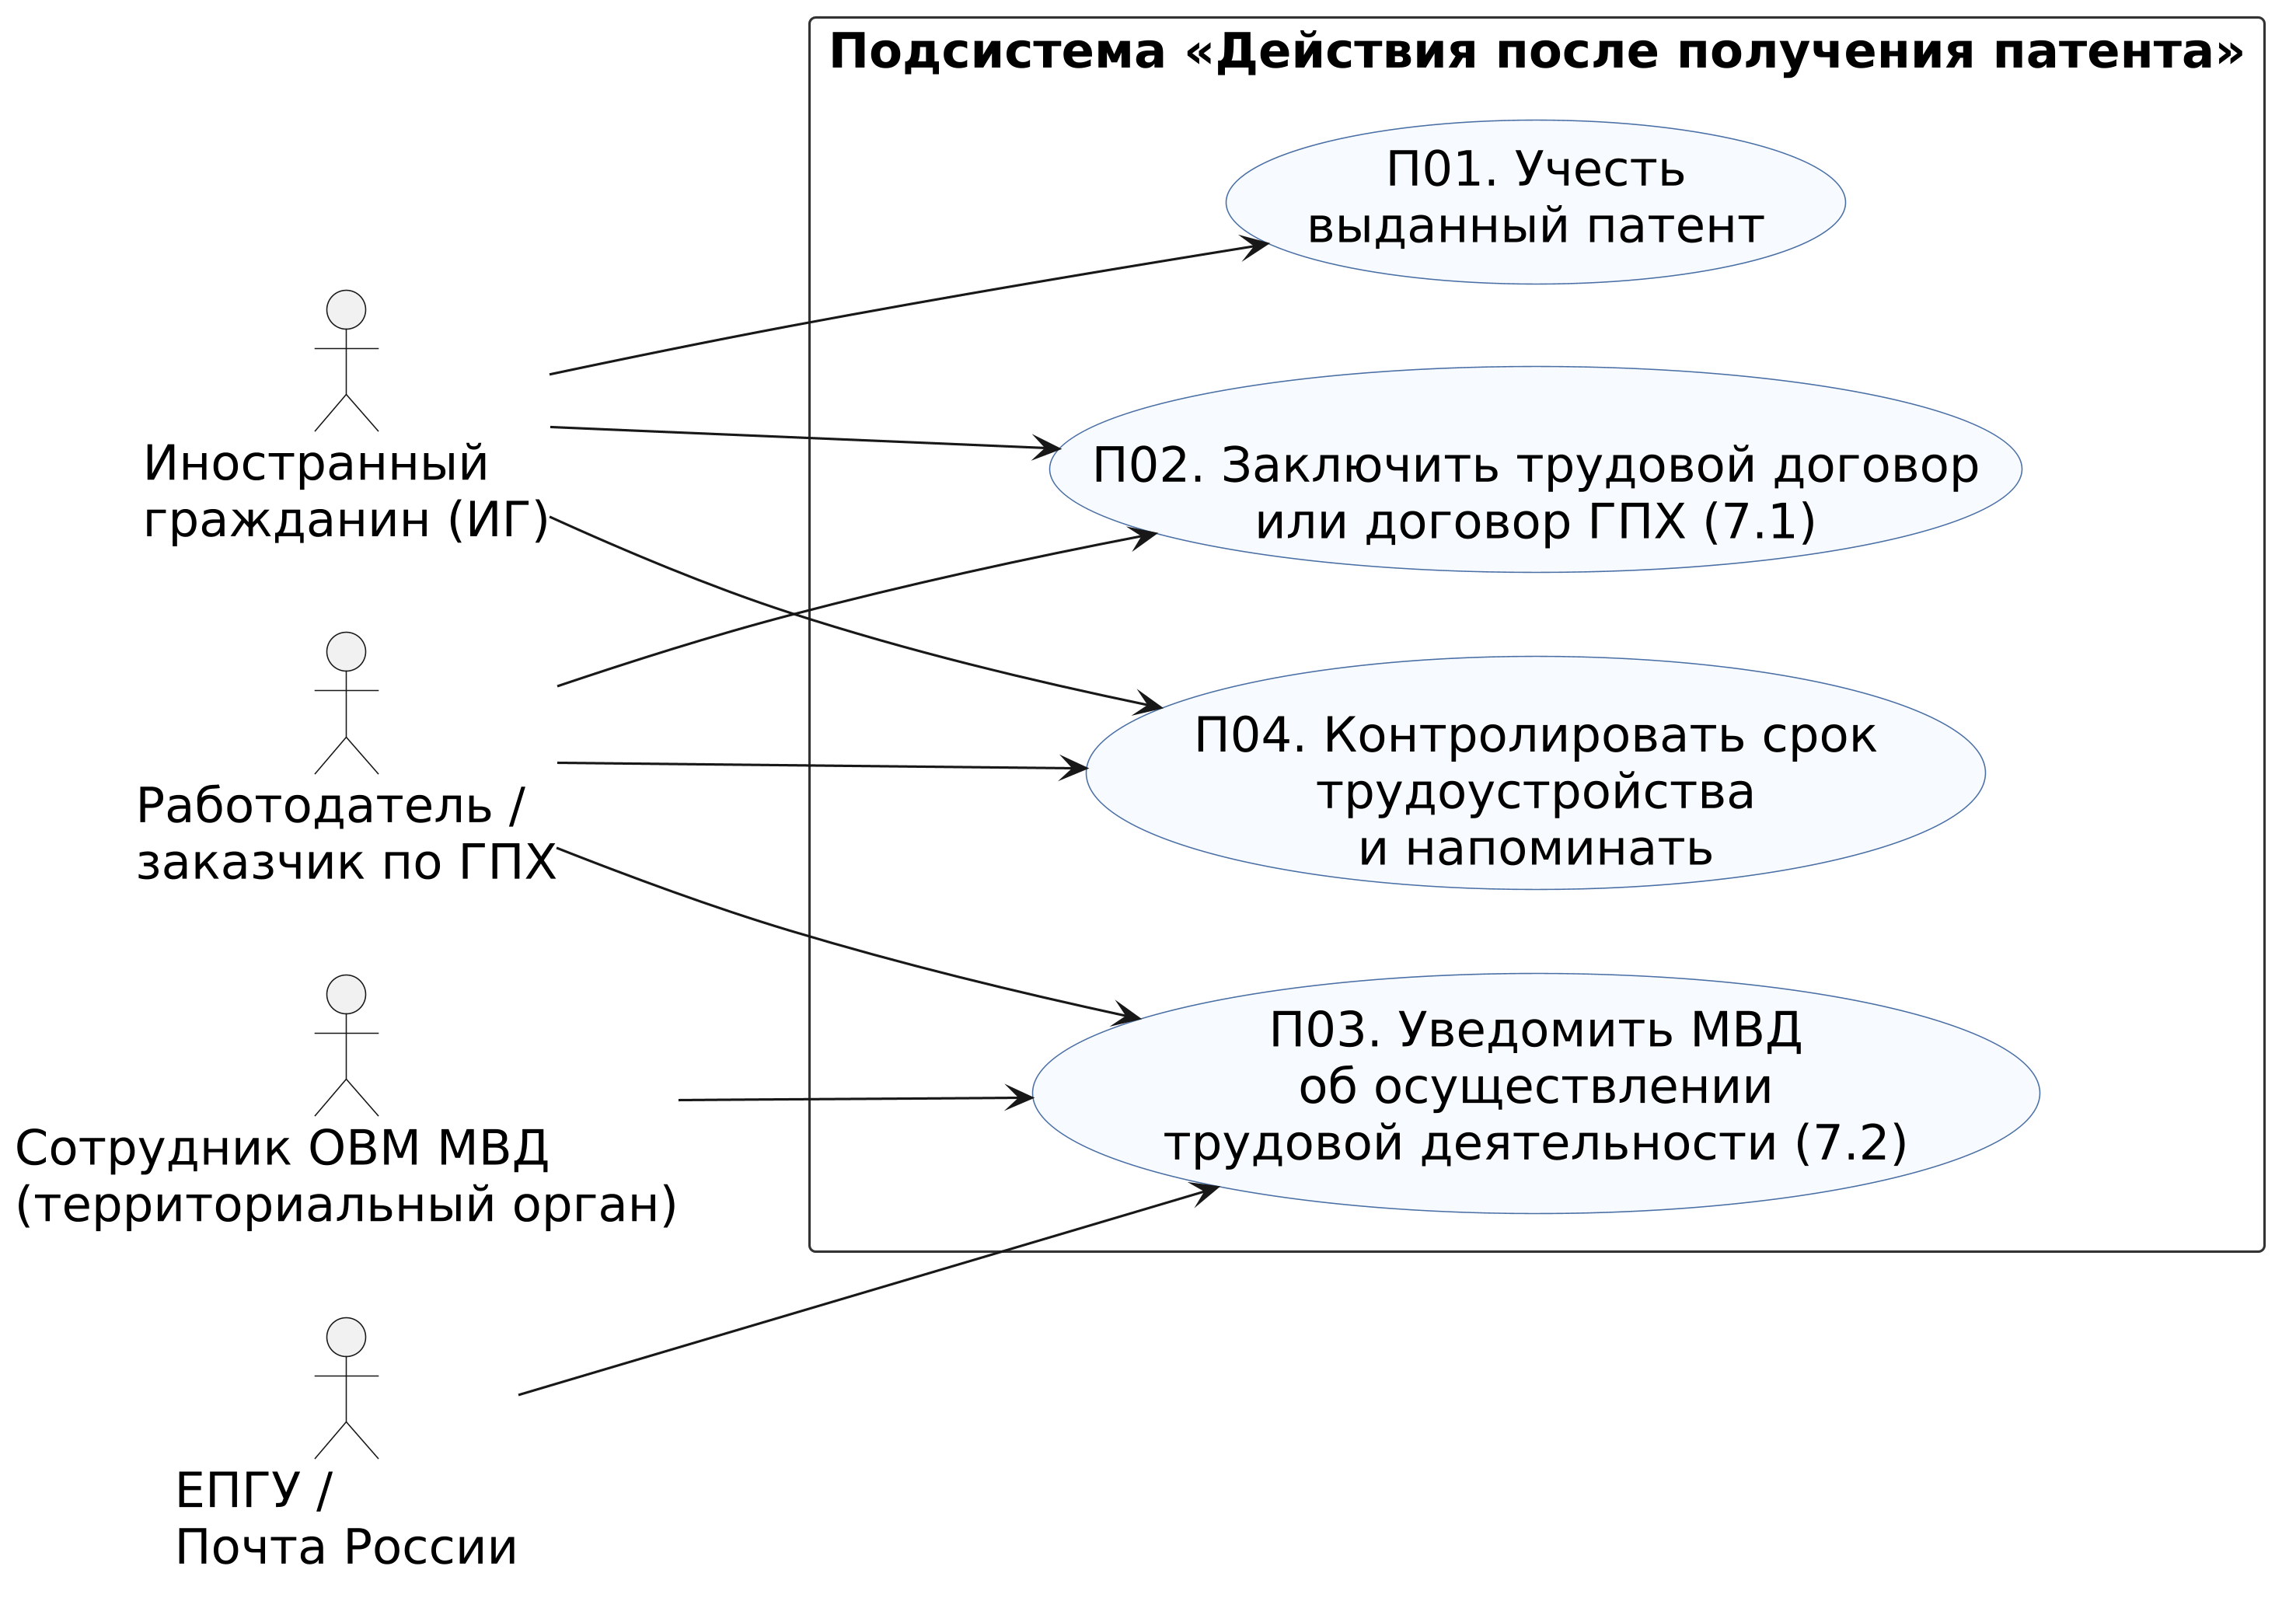 Подсистема «Действия после получения патента»
П01. Учесть
выданный патент
Иностранный
гражданин (ИГ)
П02. Заключить трудовой договор
или договор ГПХ (7.1)
Работодатель /
заказчик по ГПХ
П04. Контролировать срок
трудоустройства
и напоминать
Сотрудник ОВМ МВД
(территориальный орган)
П03. Уведомить МВД
об осуществлении
трудовой деятельности (7.2)
ЕПГУ /
Почта России